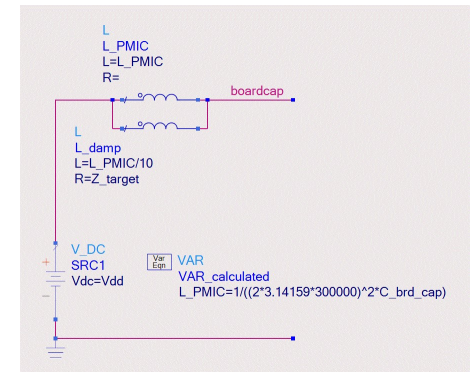 L
L_PMIC
L=L_PMIC
R=
boardcap
L
L_damp
L=L_PMIC/10
R=Z_target
V_DC
SRC1
Vdc=Vdd
Var
Eqn
VAR
VAR_calculated
L_PMIC=1/((2*3.14159*300000)^2*C_brd_cap)